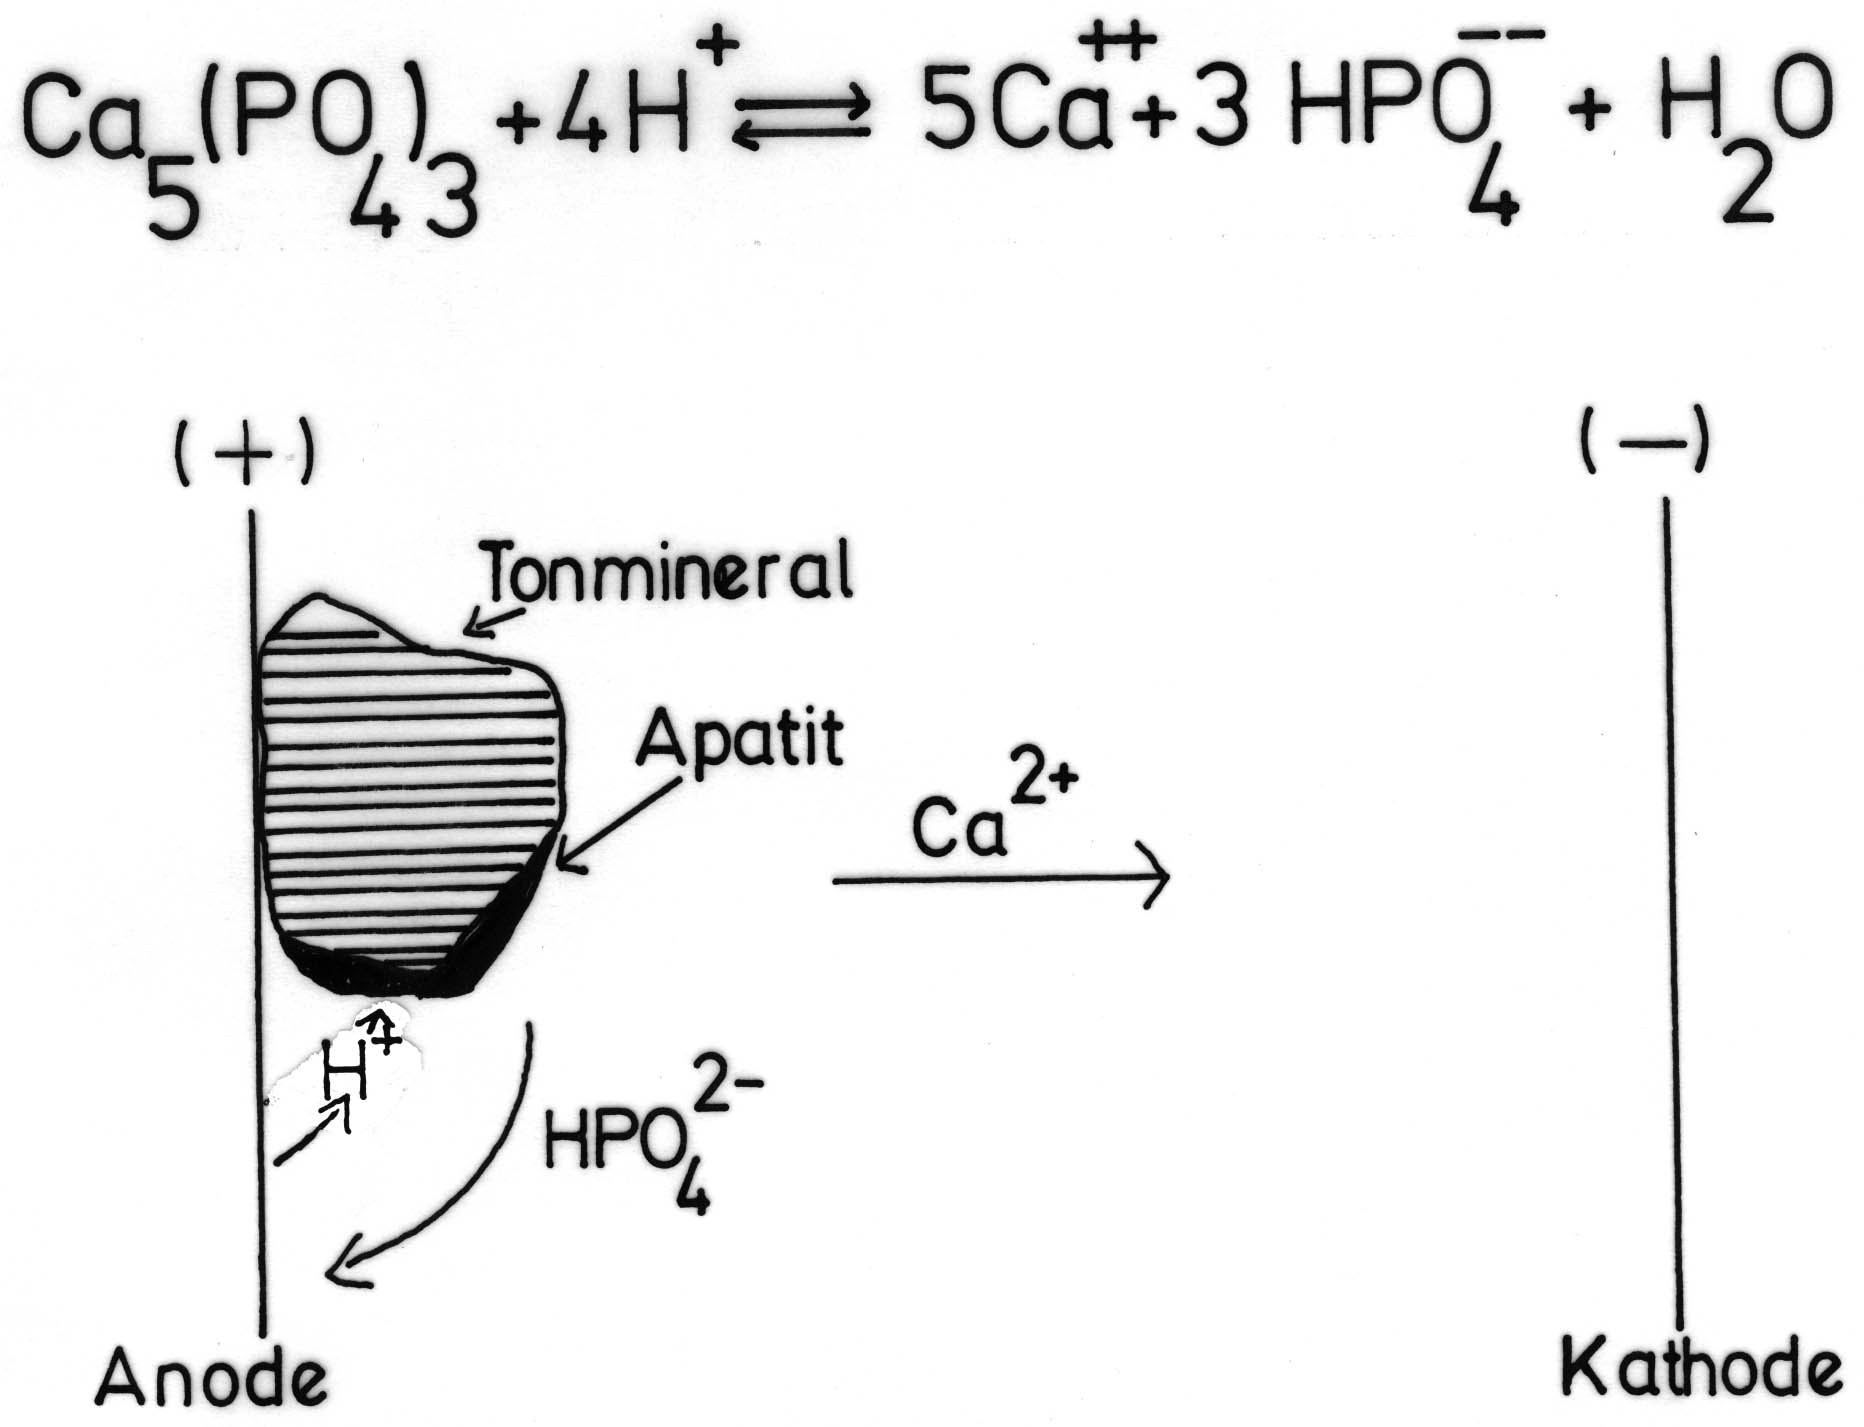 Ca5(PO4)3 +4H+ ⇌ 5Ca++ +3 HPO4-- + H2O
(+)
(—)
Tonmineral
Apatit
Ca2+
H+
HPO42-
Anode
Kathode